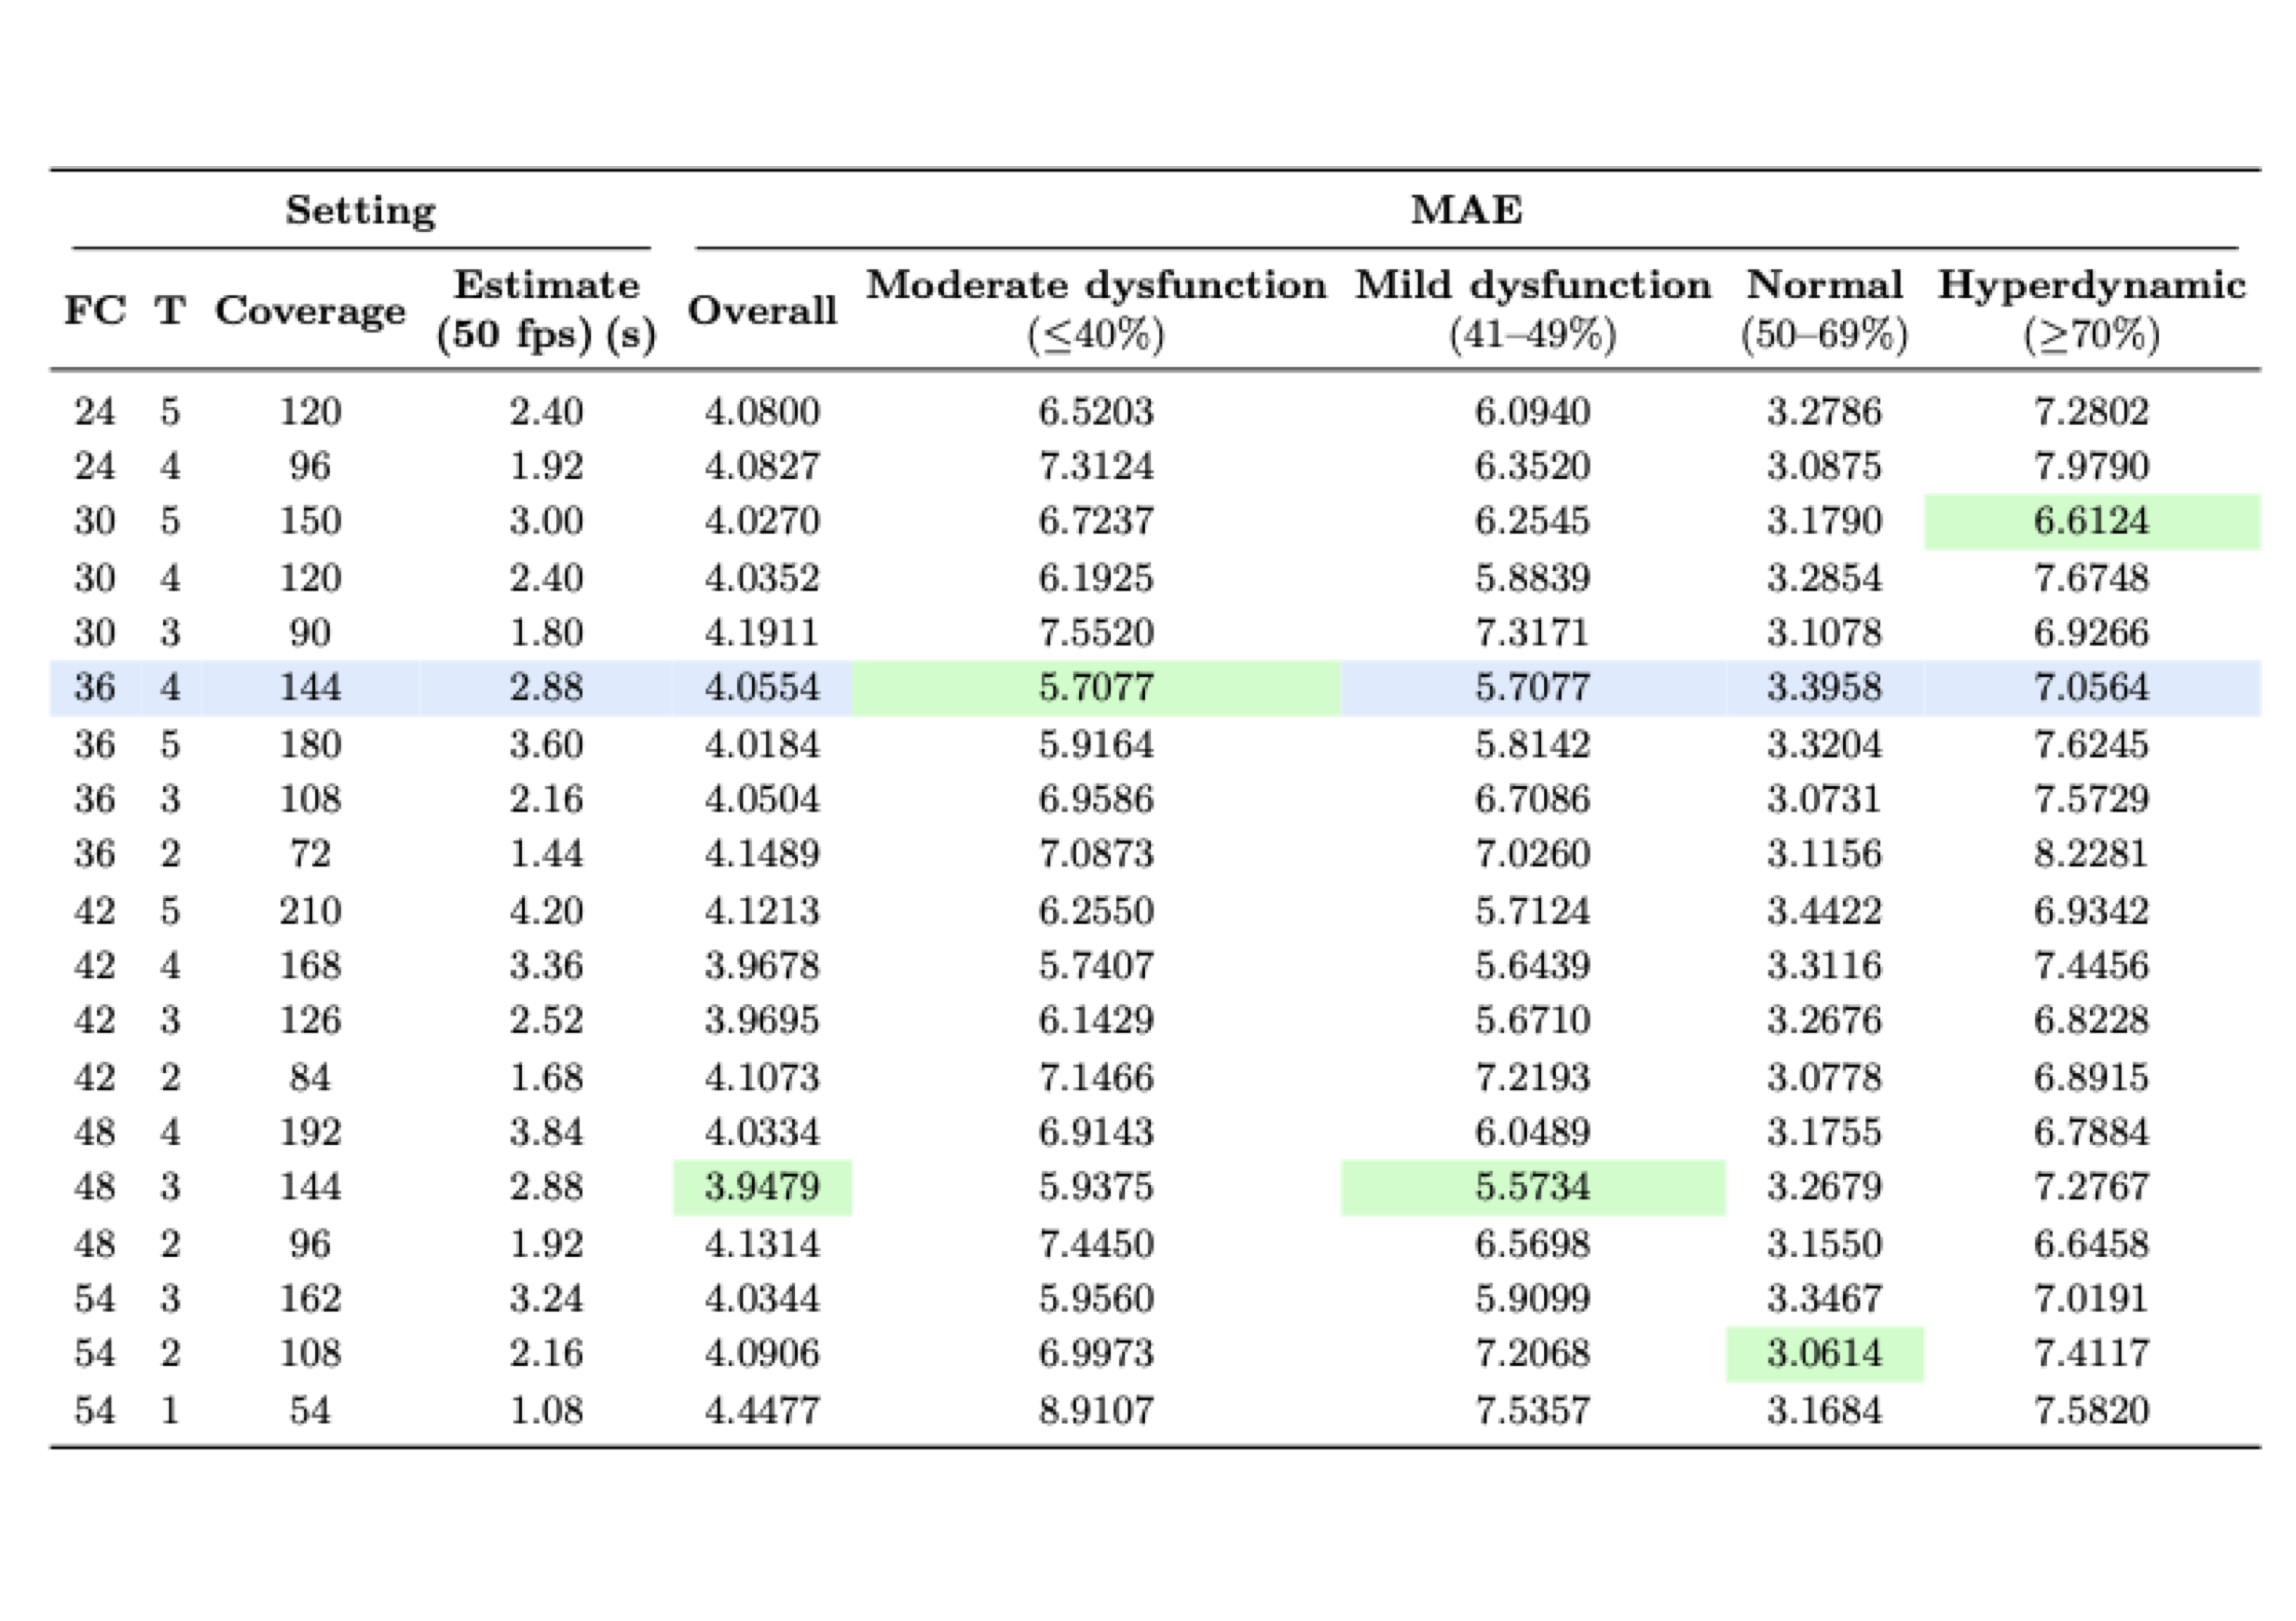 Setting MAE
FC T Coverage Estimate (50 fps) (s) Overall Moderate dysfunction (≤40%) Mild dysfunction (41–49%) Normal (50–69%) Hyperdynamic (≥70%)
24 5 120 2.40 4.0800 6.5203 6.0940 3.2786 7.2802
24 4 96 1.92 4.0827 7.3124 6.3520 3.0875 7.9790
30 5 150 3.00 4.0270 6.7237 6.2545 3.1790 6.6124
30 4 120 2.40 4.0352 6.1925 5.8839 3.2854 7.6748
30 3 90 1.80 4.1911 7.5520 7.3171 3.1078 6.9266
36 4 144 2.88 4.0554 5.7077 5.7077 3.3958 7.0564
36 5 180 3.60 4.0184 5.9164 5.8142 3.3204 7.6245
36 3 108 2.16 4.0504 6.9586 6.7086 3.0731 7.5729
36 2 72 1.44 4.1489 7.0873 7.0260 3.1156 8.2281
42 5 210 4.20 4.1213 6.2550 5.7124 3.4422 6.9342
42 4 168 3.36 3.9678 5.7407 5.6439 3.3116 7.4456
42 3 126 2.52 3.9695 6.1429 5.6710 3.2676 6.8228
42 2 84 1.68 4.1073 7.1466 7.2193 3.0778 6.8915
48 4 192 3.84 4.0334 6.9143 6.0489 3.1755 6.7884
48 3 144 2.88 3.9479 5.9375 5.5734 3.2679 7.2767
48 2 96 1.92 4.1314 7.4450 6.5698 3.1550 6.6458
54 3 162 3.24 4.0344 5.9560 5.9099 3.3467 7.0191
54 2 108 2.16 4.0906 6.9973 7.2068 3.0614 7.4117
54 1 54 1.08 4.4477 8.9107 7.5357 3.1684 7.5820